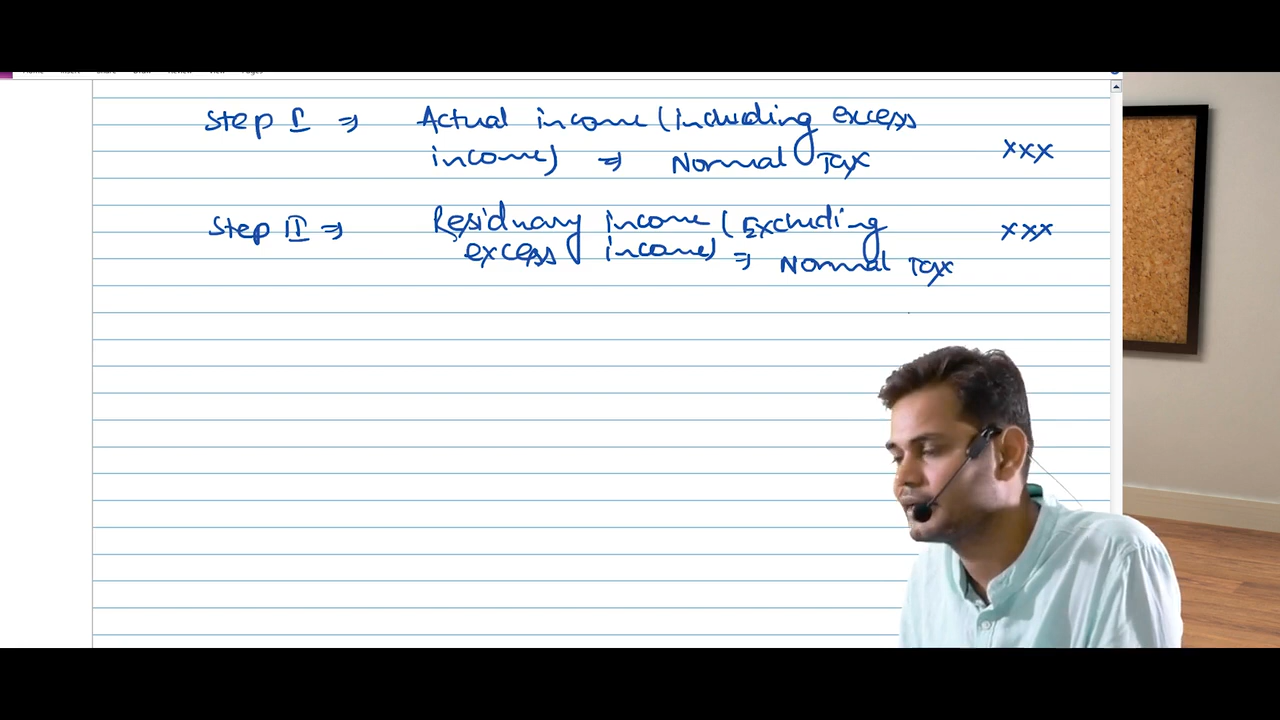 Step I ⇒ Actual income (including excess
income) ⇒ Normal Tax xxx
Step II ⇒ Residuary income (Excluding xxx
excess income) ⇒ Normal Tax